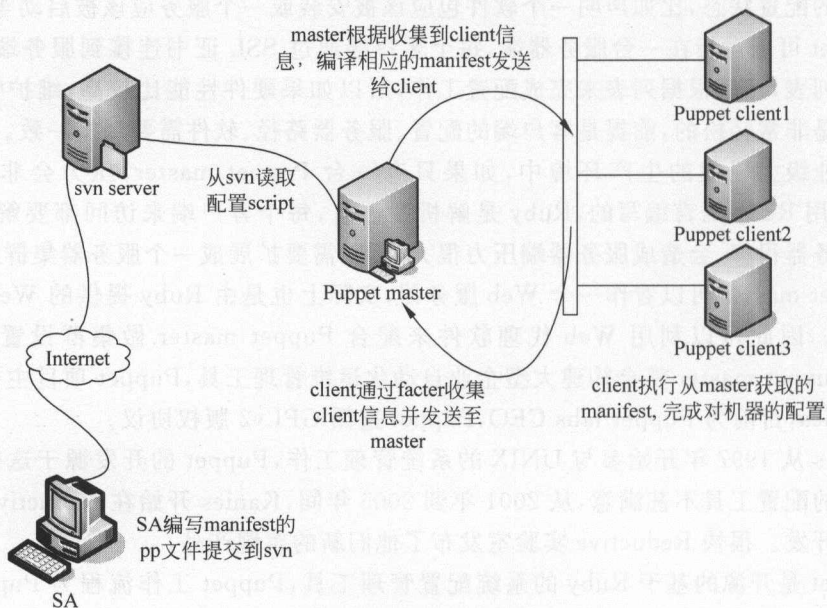 master根据收集到client信
息，编译相应的manifest发送
给client
Puppet client1
svn server
从svn读取
配置script
Puppet client2
Puppet master
Puppet client3
Internet
client通过facter收集
client信息并发送至
master
client执行从master获取的
manifest, 完成对机器的配置
SA编写manifest的
pp文件提交到svn
SA